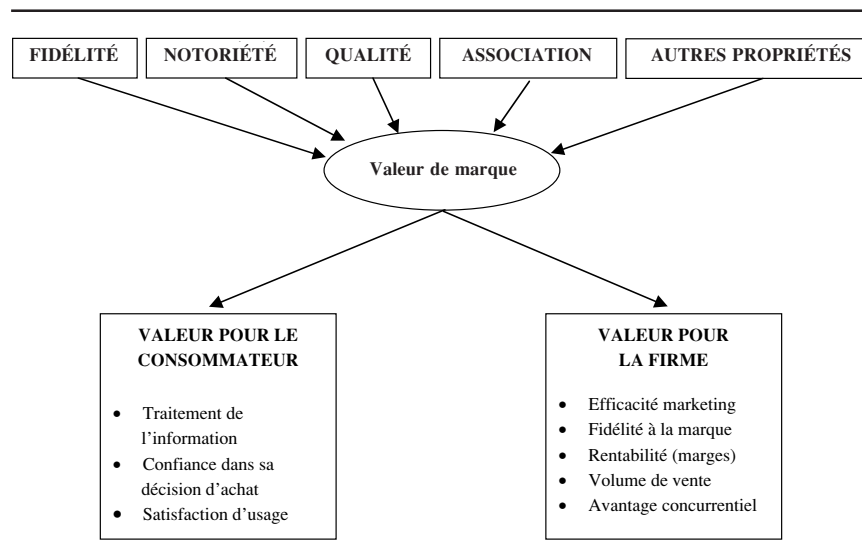 FIDÉLITÉ NOTORIÉTÉ QUALITÉ ASSOCIATION AUTRES PROPRIÉTÉS
Valeur de marque
VALEUR POUR LE
CONSOMMATEUR
• Traitement de
l’information
• Confiance dans sa
décision d’achat
• Satisfaction d’usage
VALEUR POUR
LA FIRME
• Efficacité marketing
• Fidélité à la marque
• Rentabilité (marges)
• Volume de vente
• Avantage concurrentiel